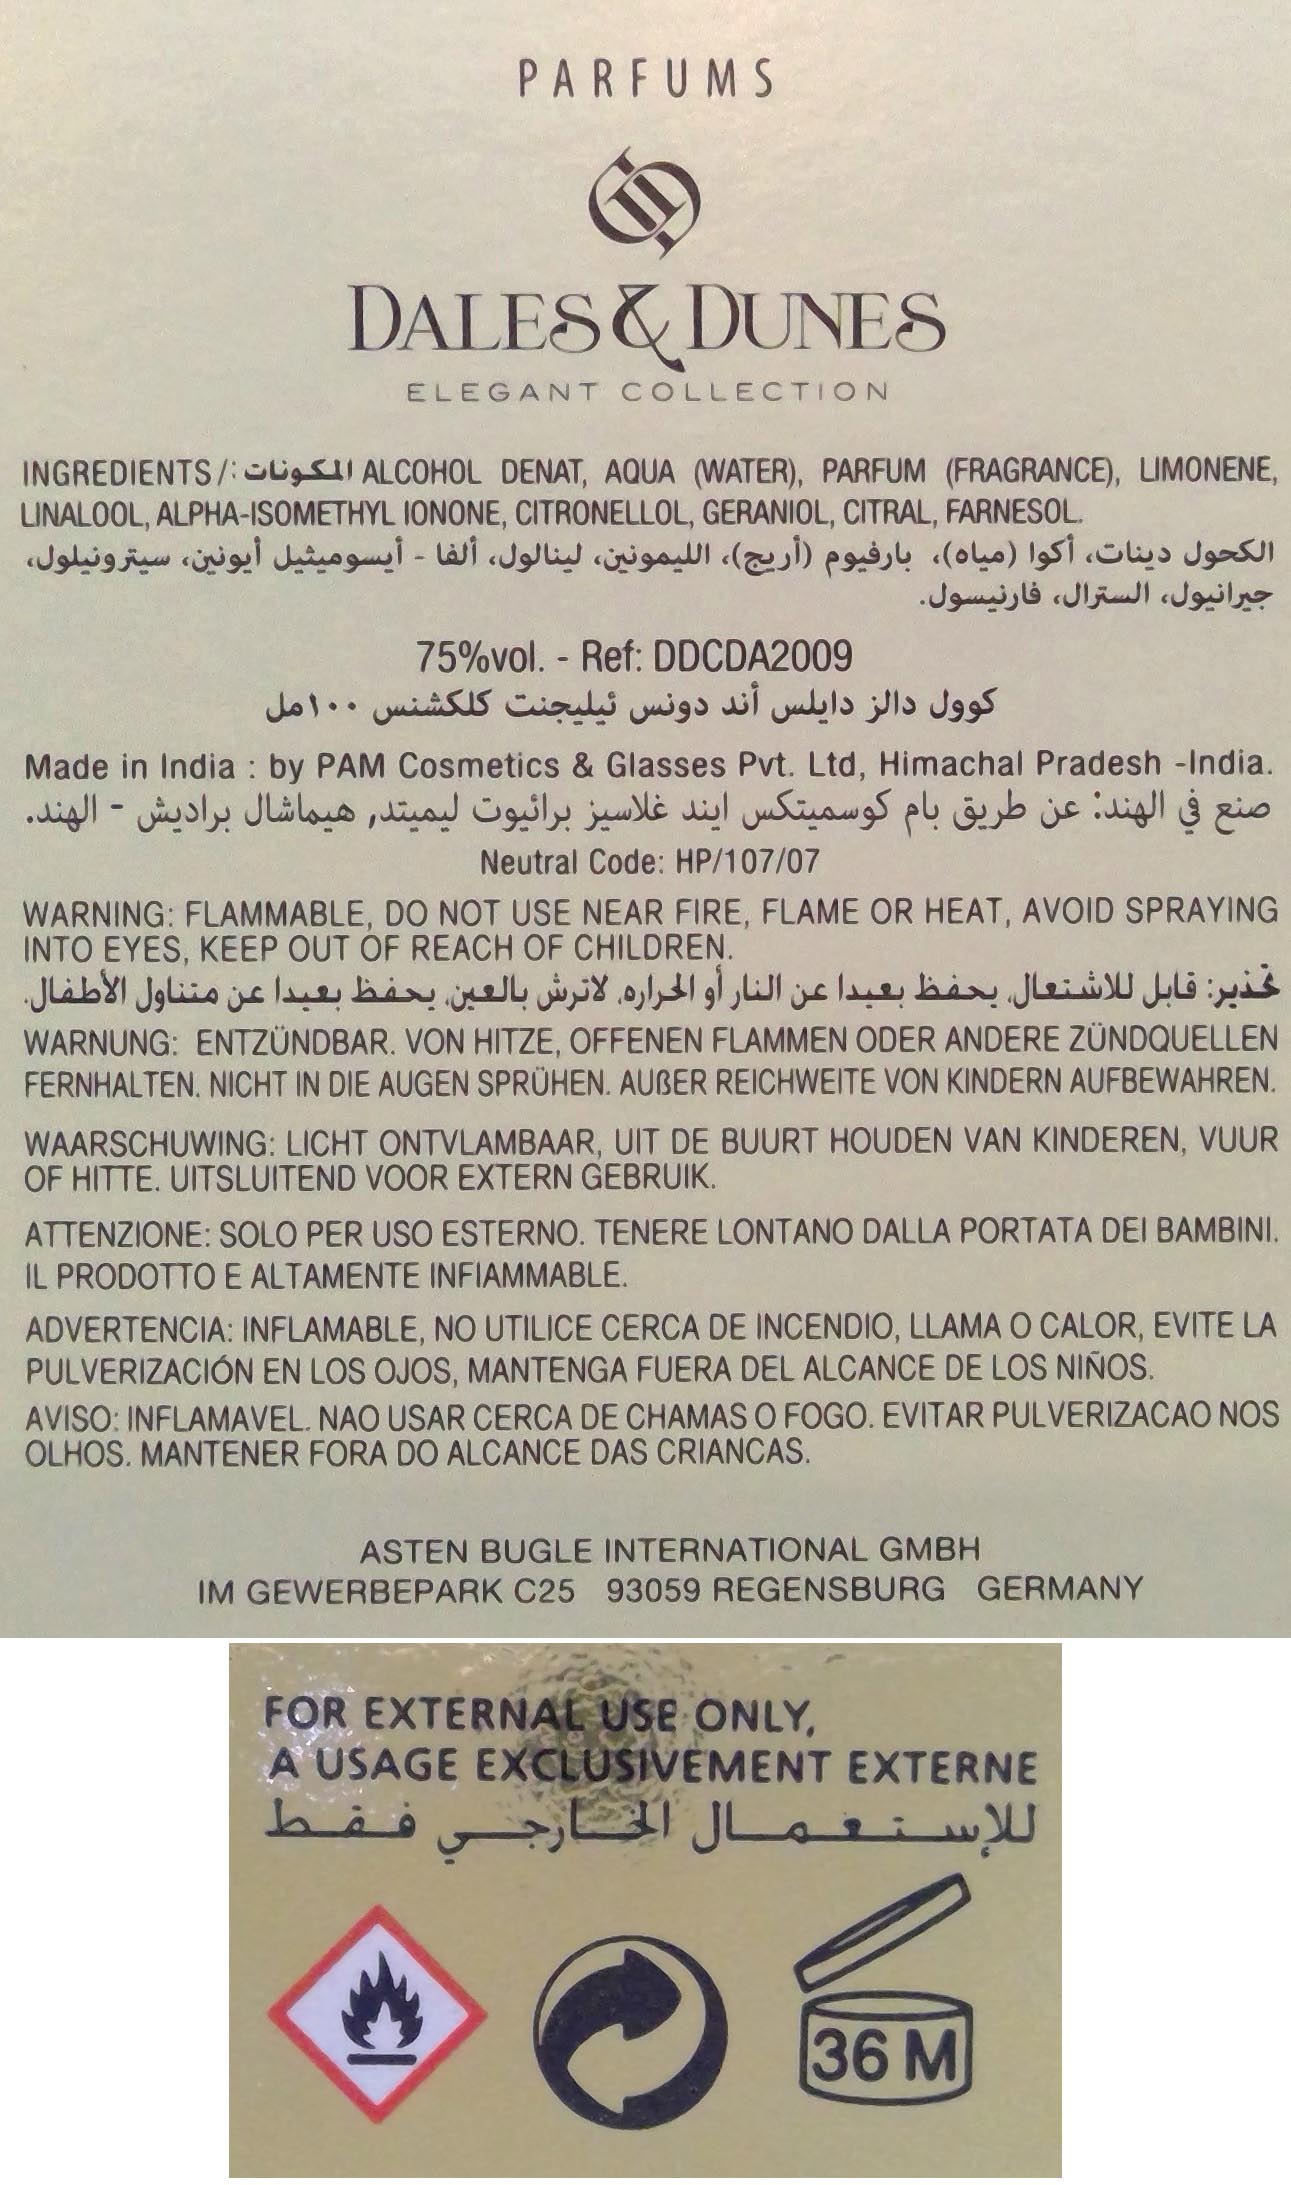 PARFUMS
DALES & DUNES
ELEGANT COLLECTION
INGREDIENTS/: المكونات: ALCOHOL DENAT, AQUA (WATER), PARFUM (FRAGRANCE), LIMONENE,
LINALOOL, ALPHA-ISOMETHYL IONONE, CITRONELLOL, GERANIOL, CITRAL, FARNESOL.
الكحول دينات، أكوا (مياه)، بارفيوم (أريج)، الليمونين، لينالول، ألفا - أيسوميثيل أيونين، سيترونيلول،
جيرانيول، السترال، فارنيسول.
75%vol. - Ref: DDCDA2009
كوول دالز دايلس أند دونس ئيليجنت كلكشنس ١٠٠مل
Made in India : by PAM Cosmetics & Glasses Pvt. Ltd, Himachal Pradesh -India.
صنع في الهند: عن طريق بام كوسميتكس ايند غلاسيز برائيوت ليميتد, هيماشال براديش - الهند.
Neutral Code: HP/107/07
WARNING: FLAMMABLE, DO NOT USE NEAR FIRE, FLAME OR HEAT, AVOID SPRAYING
INTO EYES, KEEP OUT OF REACH OF CHILDREN.
تحذير: قابل للاشتعال. يحفظ بعيدا عن النار أو الحراره. لاترش بالعين. يحفظ بعيدا عن متناول الأطفال.
WARNUNG: ENTZÜNDBAR. VON HITZE, OFFENEN FLAMMEN ODER ANDERE ZÜNDQUELLEN
FERNHALTEN. NICHT IN DIE AUGEN SPRÜHEN. AUßER REICHWEITE VON KINDERN AUFBEWAHREN.
WAARSCHUWING: LICHT ONTVLAMBAAR, UIT DE BUURT HOUDEN VAN KINDEREN, VUUR
OF HITTE. UITSLUITEND VOOR EXTERN GEBRUIK.
ATTENZIONE: SOLO PER USO ESTERNO. TENERE LONTANO DALLA PORTATA DEI BAMBINI.
IL PRODOTTO E ALTAMENTE INFIAMMABLE.
ADVERTENCIA: INFLAMABLE, NO UTILICE CERCA DE INCENDIO, LLAMA O CALOR, EVITE LA
PULVERIZACIÓN EN LOS OJOS, MANTENGA FUERA DEL ALCANCE DE LOS NIÑOS.
AVISO: INFLAMAVEL. NAO USAR CERCA DE CHAMAS O FOGO. EVITAR PULVERIZACAO NOS
OLHOS. MANTENER FORA DO ALCANCE DAS CRIANCAS.
ASTEN BUGLE INTERNATIONAL GMBH
IM GEWERBEPARK C25 93059 REGENSBURG GERMANY
FOR EXTERNAL USE ONLY,
A USAGE EXCLUSIVEMENT EXTERNE
للإستعمال الخارجي فقط
36 M